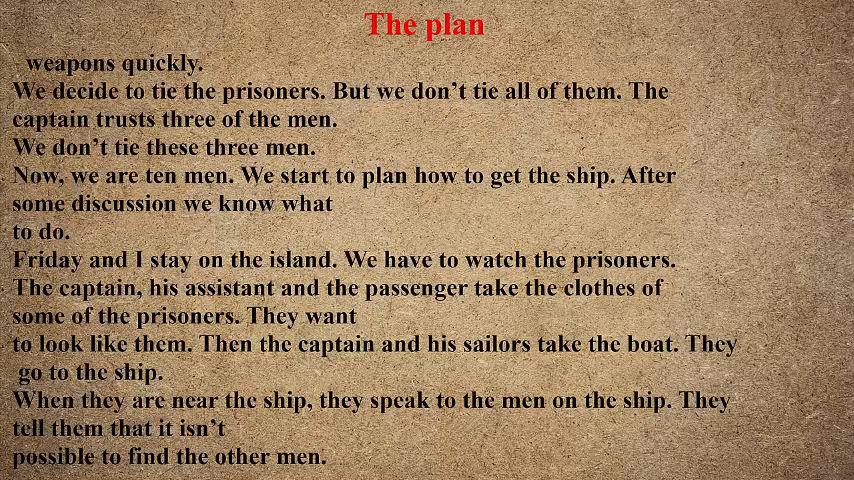 The plan
weapons quickly.
We decide to tie the prisoners. But we don’t tie all of them. The
captain trusts three of the men.
We don’t tie these three men.
Now, we are ten men. We start to plan how to get the ship. After
some discussion we know what
to do.
Friday and I stay on the island. We have to watch the prisoners.
The captain, his assistant and the passenger take the clothes of
some of the prisoners. They want
to look like them. Then the captain and his sailors take the boat. They
go to the ship.
When they are near the ship, they speak to the men on the ship. They
tell them that it isn’t
possible to find the other men.